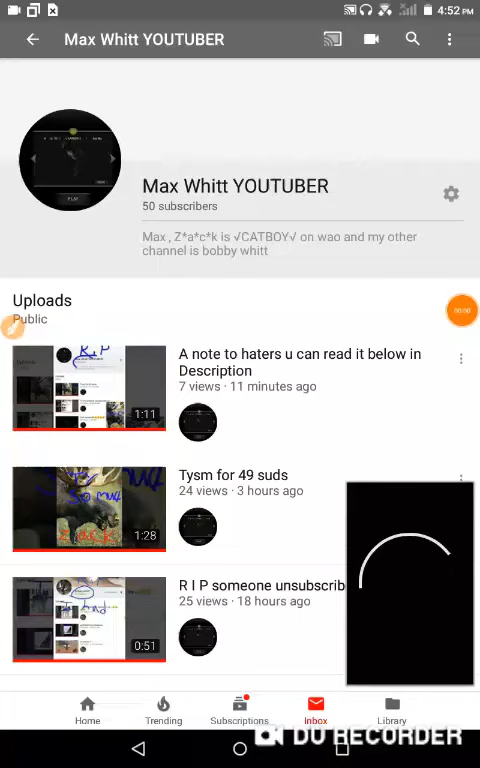 4:52 PM
Max Whitt YOUTUBER
Max Whitt YOUTUBER
50 subscribers
Max , Z*a*c*k is √CATBOY√ on wao and my other
channel is bobby whitt
Uploads
Public
00:00
A note to haters u can read it below in
Description
7 views · 11 minutes ago
R I P
1:11
Tysm for 49 suds
24 views · 3 hours ago
1:28
R I P someone unsubscrib
25 views · 18 hours ago
0:51
Home
Trending
Subscriptions
Inbox
Library
DU RECORDER